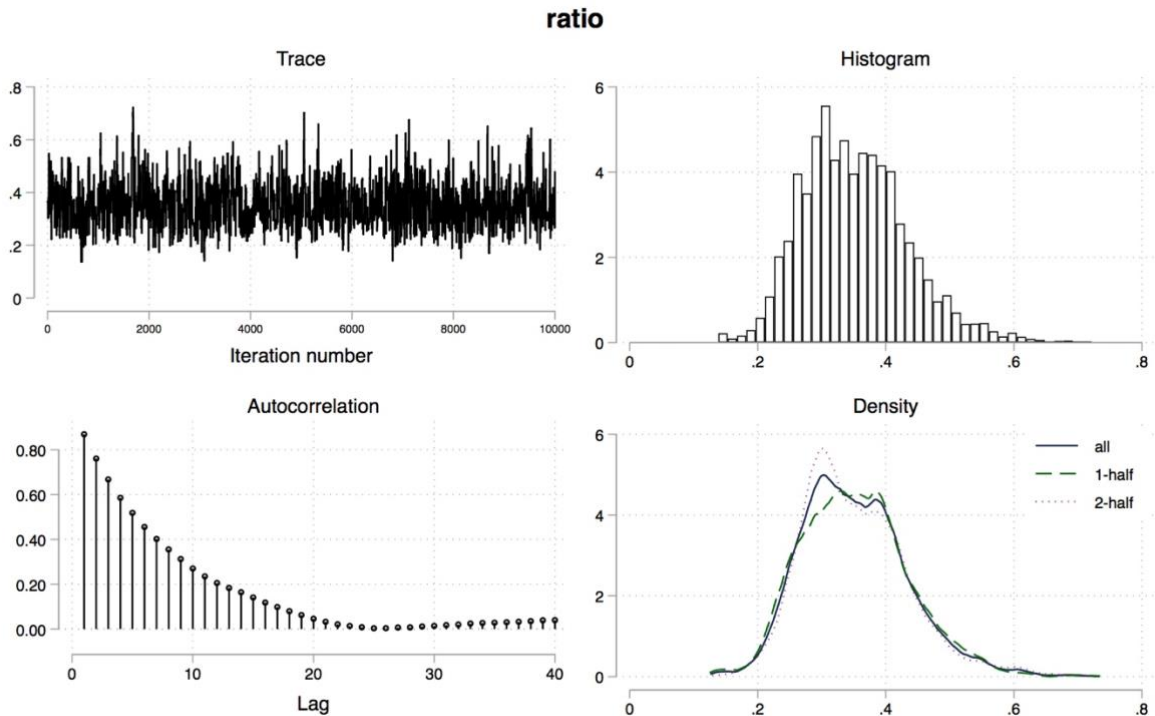 ratio
Trace
.8
.6
.4
.2
0
0 2000 4000 6000 8000 10000
Iteration number
Histogram
6
4
2
0
0 .2 .4 .6 .8
Autocorrelation
0.80
0.60
0.40
0.20
0.00
0 10 20 30 40
Lag
Density
6
4
2
0
0 .2 .4 .6 .8
all
1-half
2-half